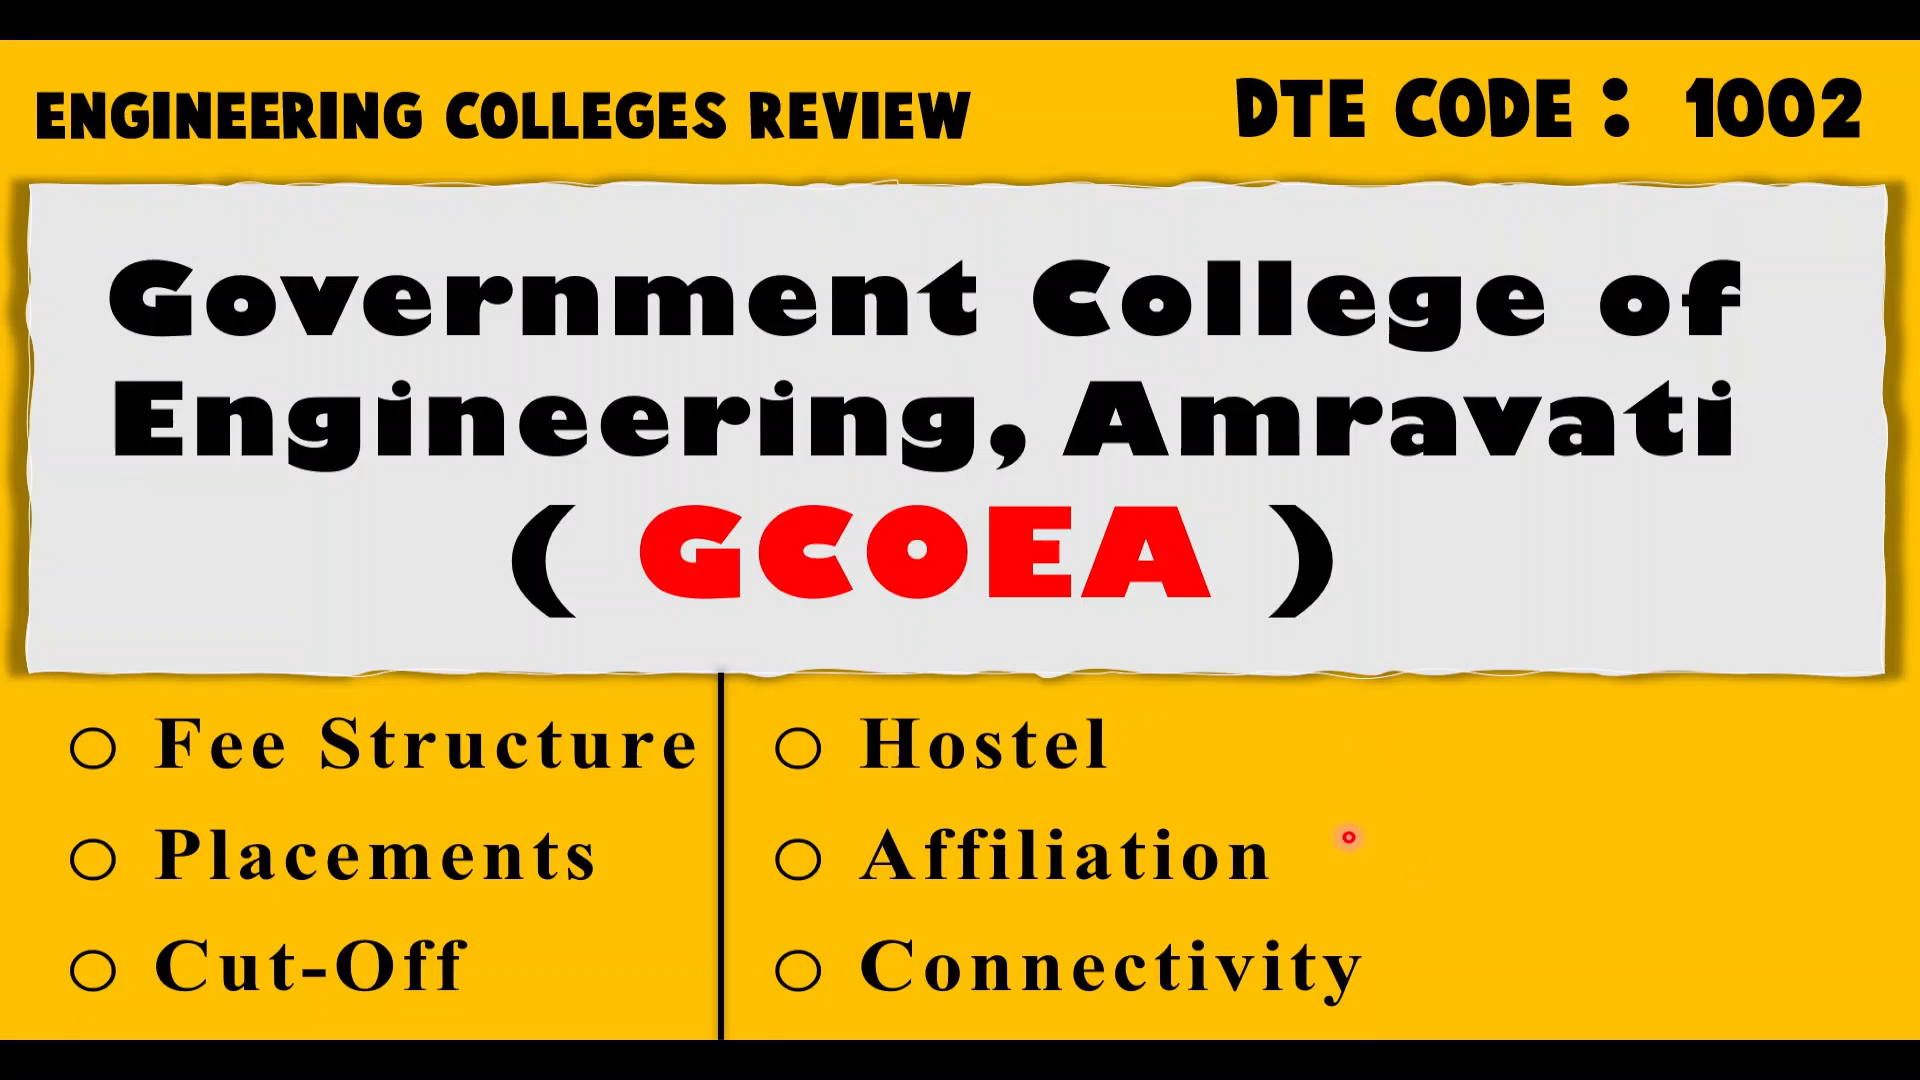 ENGINEERING COLLEGES REVIEW
DTE CODE : 1002
Government College of
Engineering, Amravati
( GCOEA )
Fee Structure
Placements
Cut-Off
Hostel
Affiliation
Connectivity